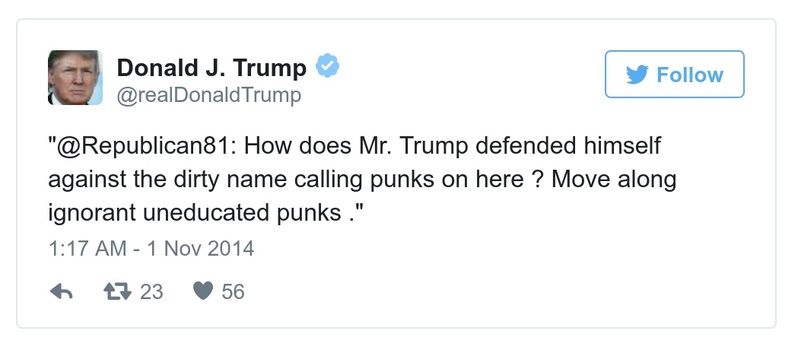 Donald J. Trump
@realDonaldTrump
Follow
"@Republican81: How does Mr. Trump defended himself
against the dirty name calling punks on here ? Move along
ignorant uneducated punks ."
1:17 AM - 1 Nov 2014
23 56